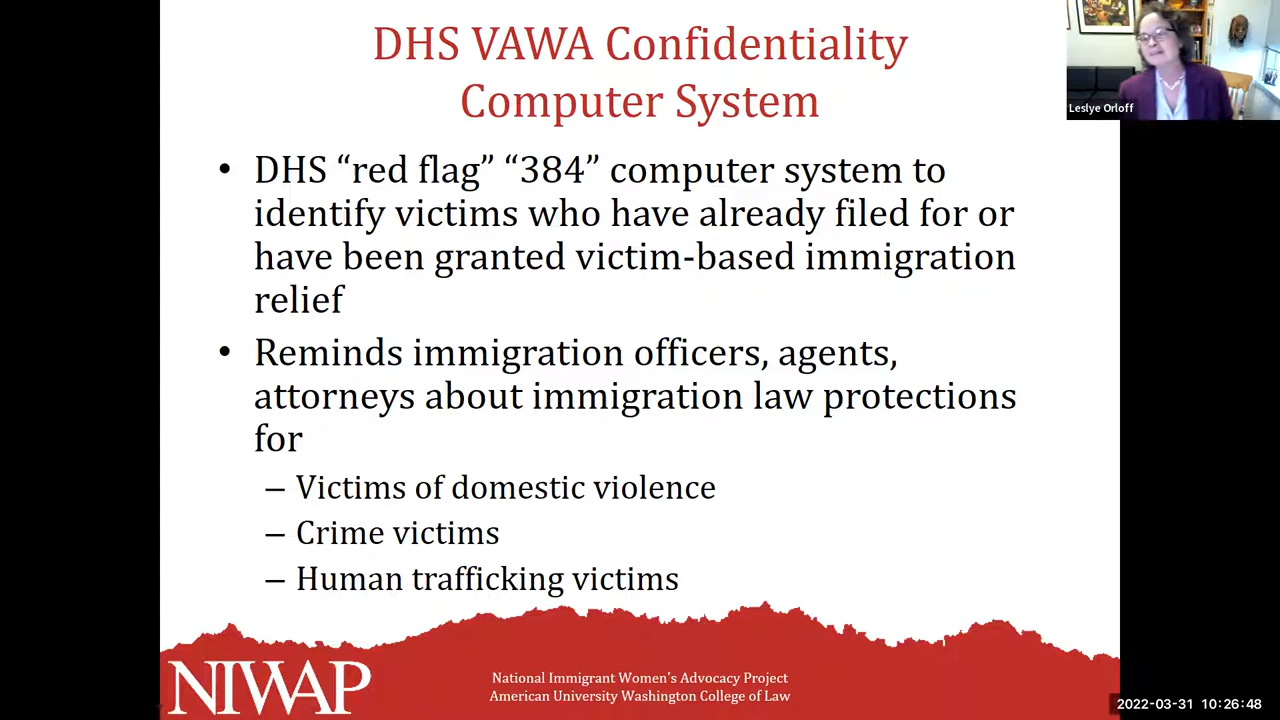 DHS VAWA Confidentiality
Computer System
Leslye Orloff
• DHS “red flag” “384” computer system to
identify victims who have already filed for or
have been granted victim-based immigration
relief
• Reminds immigration officers, agents,
attorneys about immigration law protections
for
– Victims of domestic violence
– Crime victims
– Human trafficking victims
NIWAP
National Immigrant Women's Advocacy Project
American University Washington College of Law
2022-03-31 10:26:48